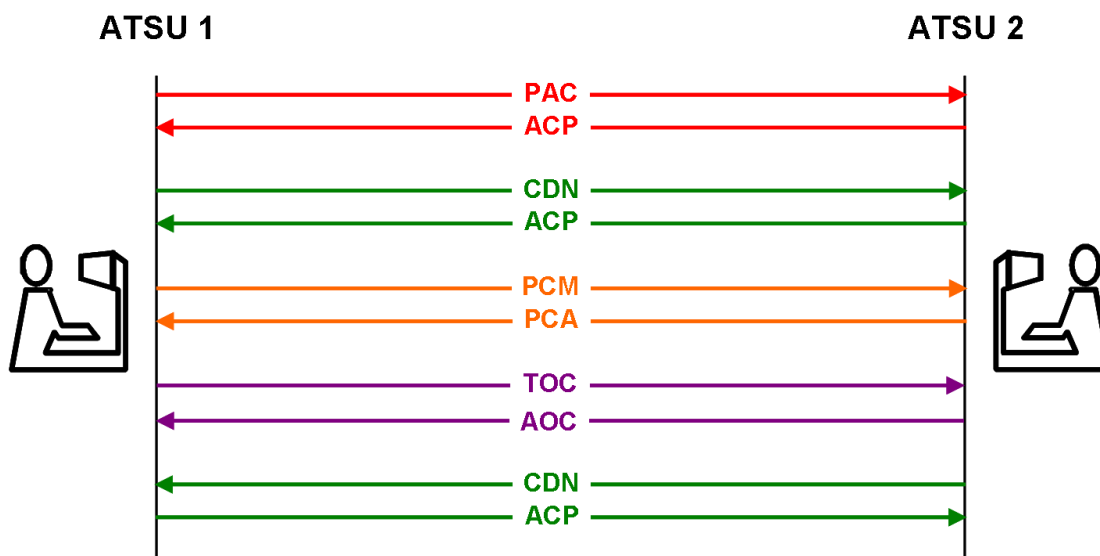 ATSU 1
ATSU 2
PAC
ACP
CDN
ACP
PCM
PCA
TOC
AOC
CDN
ACP